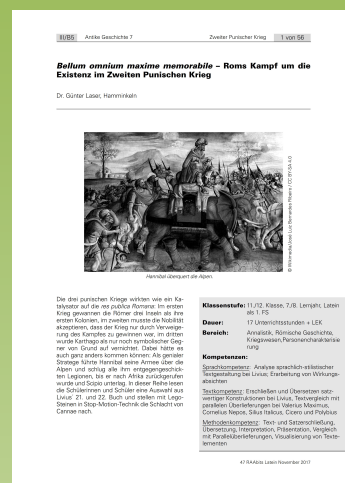 III/B5 Antike Geschichte 7 Zweiter Punischer Krieg 1 von 56
Bellum omnium maxime memorabile – Roms Kampf um die
Existenz im Zweiten Punischen Krieg
Dr. Günter Laser, Hamminkeln
© Wikimedia/José Luiz Bernardes Ribeiro / CC BY-SA 4.0
Hannibal überquert die Alpen.
Die drei punischen Kriege wirkten wie ein Ka-
talysator auf die res publica Romana. Im ersten
Krieg gewannen die Römer drei Inseln als ihre
ersten Kolonien, im zweiten musste die Nobilität
akzeptieren, dass der Krieg nur durch Verweige-
rung des Kampfes zu gewinnen war, im dritten
wurde Karthago als nur noch symbolischer Geg-
ner von Grund auf vernichtet. Dabei hätte es
auch ganz anders kommen können: Als genialer
Stratege führte Hannibal seine Armee über die
Alpen und schlug alle ihm entgegengeschick-
ten Legionen, bis er nach Afrika zurückgerufen
wurde und Scipio unterlag. In dieser Reihe lesen
die Schülerinnen und Schüler eine Auswahl aus
Livius' 21. und 22. Buch und stellen mit Lego-
Steinen in Stop-Motion-Technik die Schlacht von
Cannae nach.
Klassenstufe: 11./12. Klasse, 7./8. Lernjahr, Latein
als 1. FS
Dauer: 17 Unterrichtsstunden + LEK
Bereich: Annalistik, Römische Geschichte,
Kriegswesen, Personencharakterisie
rung
Kompetenzen:
Sprachkompetenz: Analyse sprachlich-stilistischer
Textgestaltung bei Livius; Erarbeitung von Wirkungs-
absichten
Textkompetenz: Erschließen und Übersetzen satz-
wertiger Konstruktionen bei Livius, Textvergleich mit
parallelen Überlieferungen bei Valerius Maximus,
Cornelius Nepos, Silius Italicus, Cicero und Polybius
Methodenkompetenz: Text- und Satzerschließung,
Übersetzung, Interpretation, Präsentation, Vergleich
mit Parallelüberlieferungen, Visualisierung von Texte-
lementen
47 RAAbits Latein November 2017